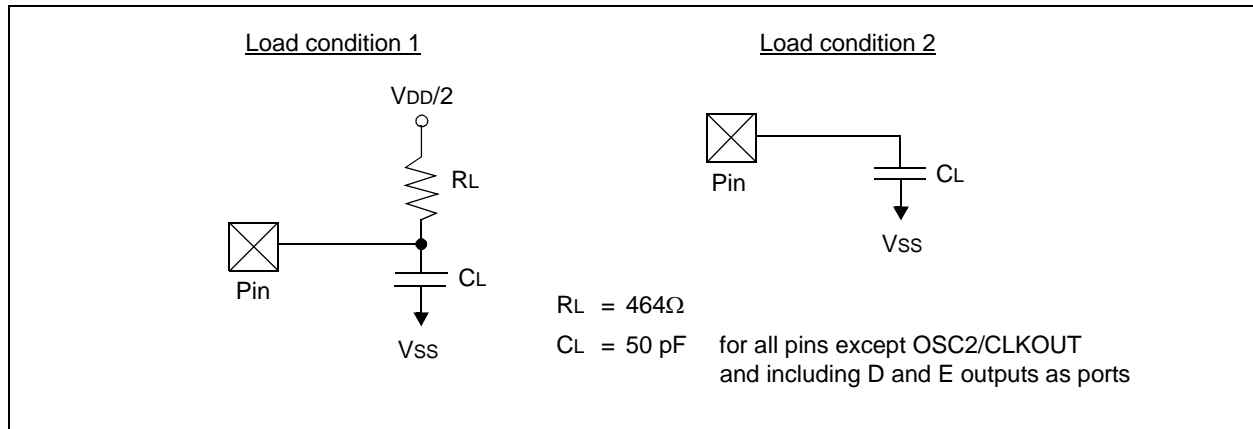 Load condition 1
Load condition 2
VDD/2
RL
Pin
CL
VSS
Pin
CL
VSS
RL = 464Ω
CL = 50 pF for all pins except OSC2/CLKOUT
and including D and E outputs as ports